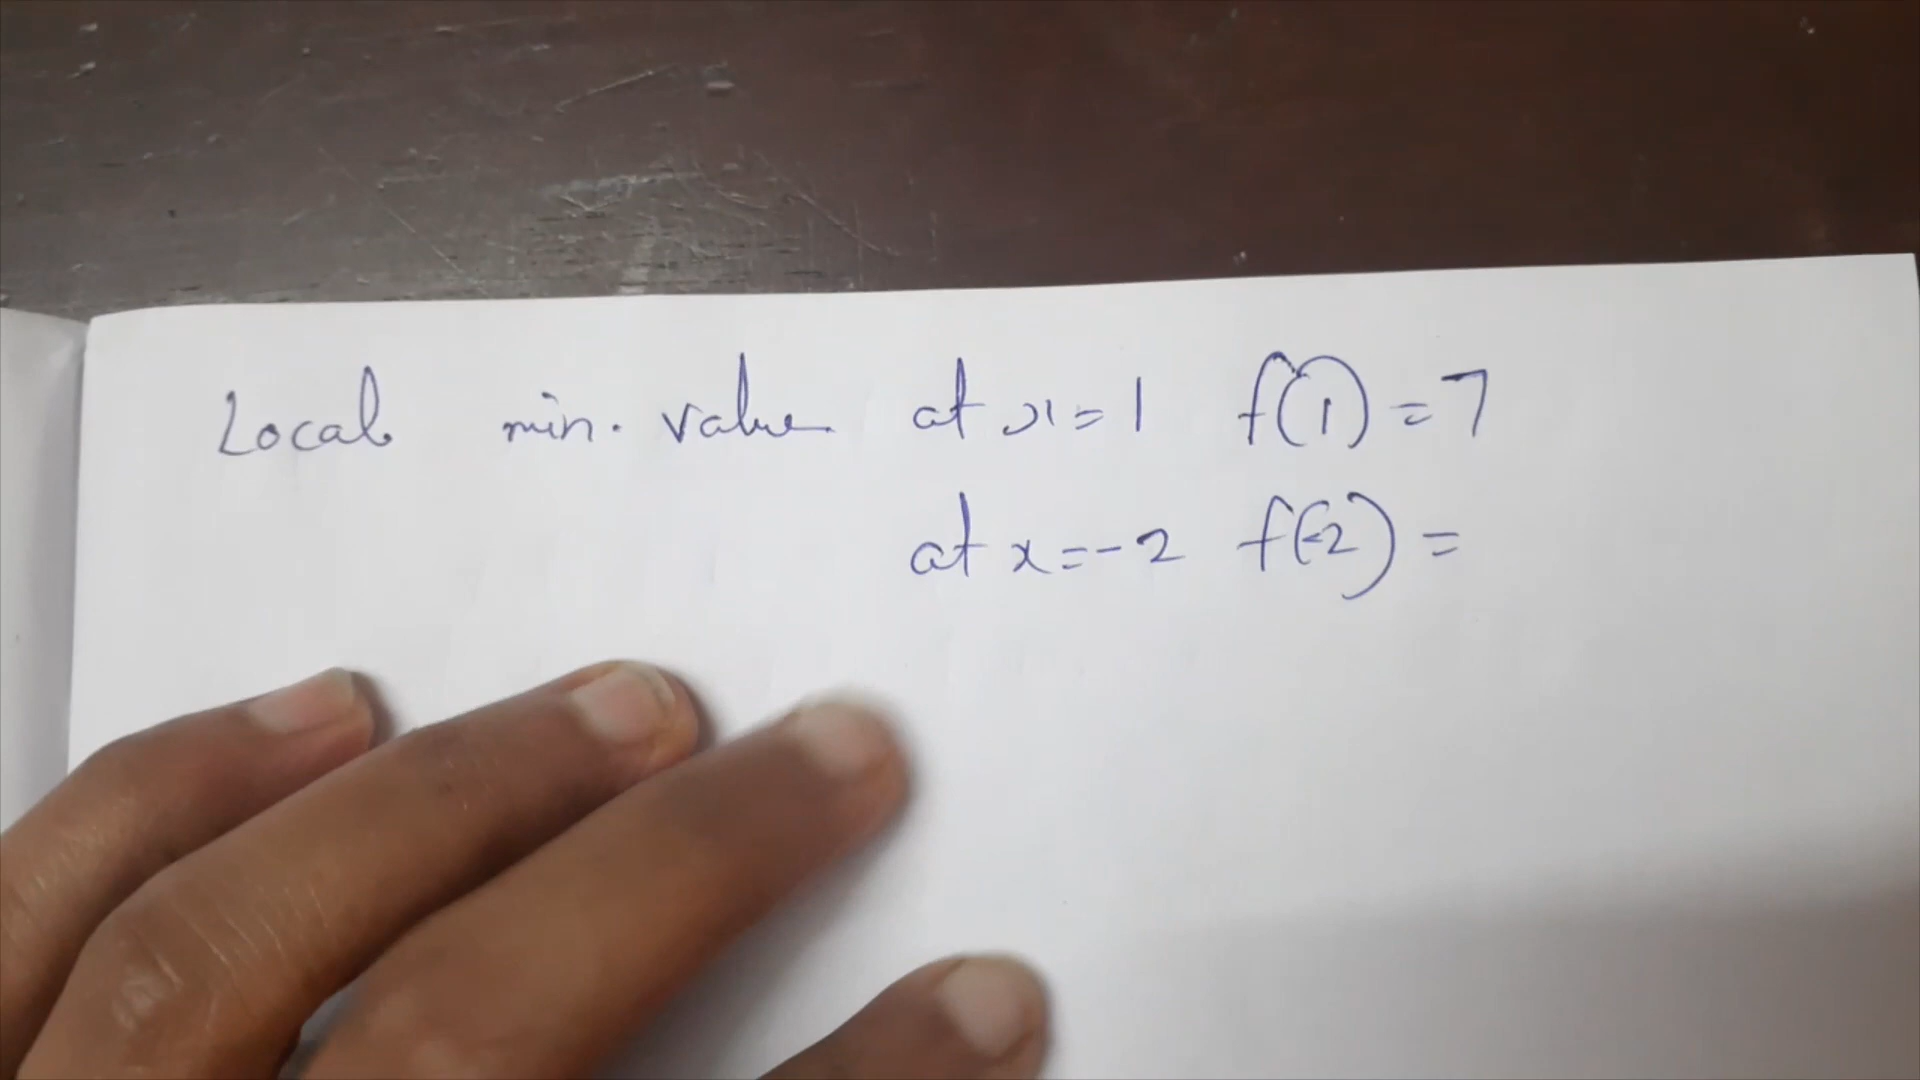 Local min. value at x=1 f(1)=7
at x=-2 f(-2)=